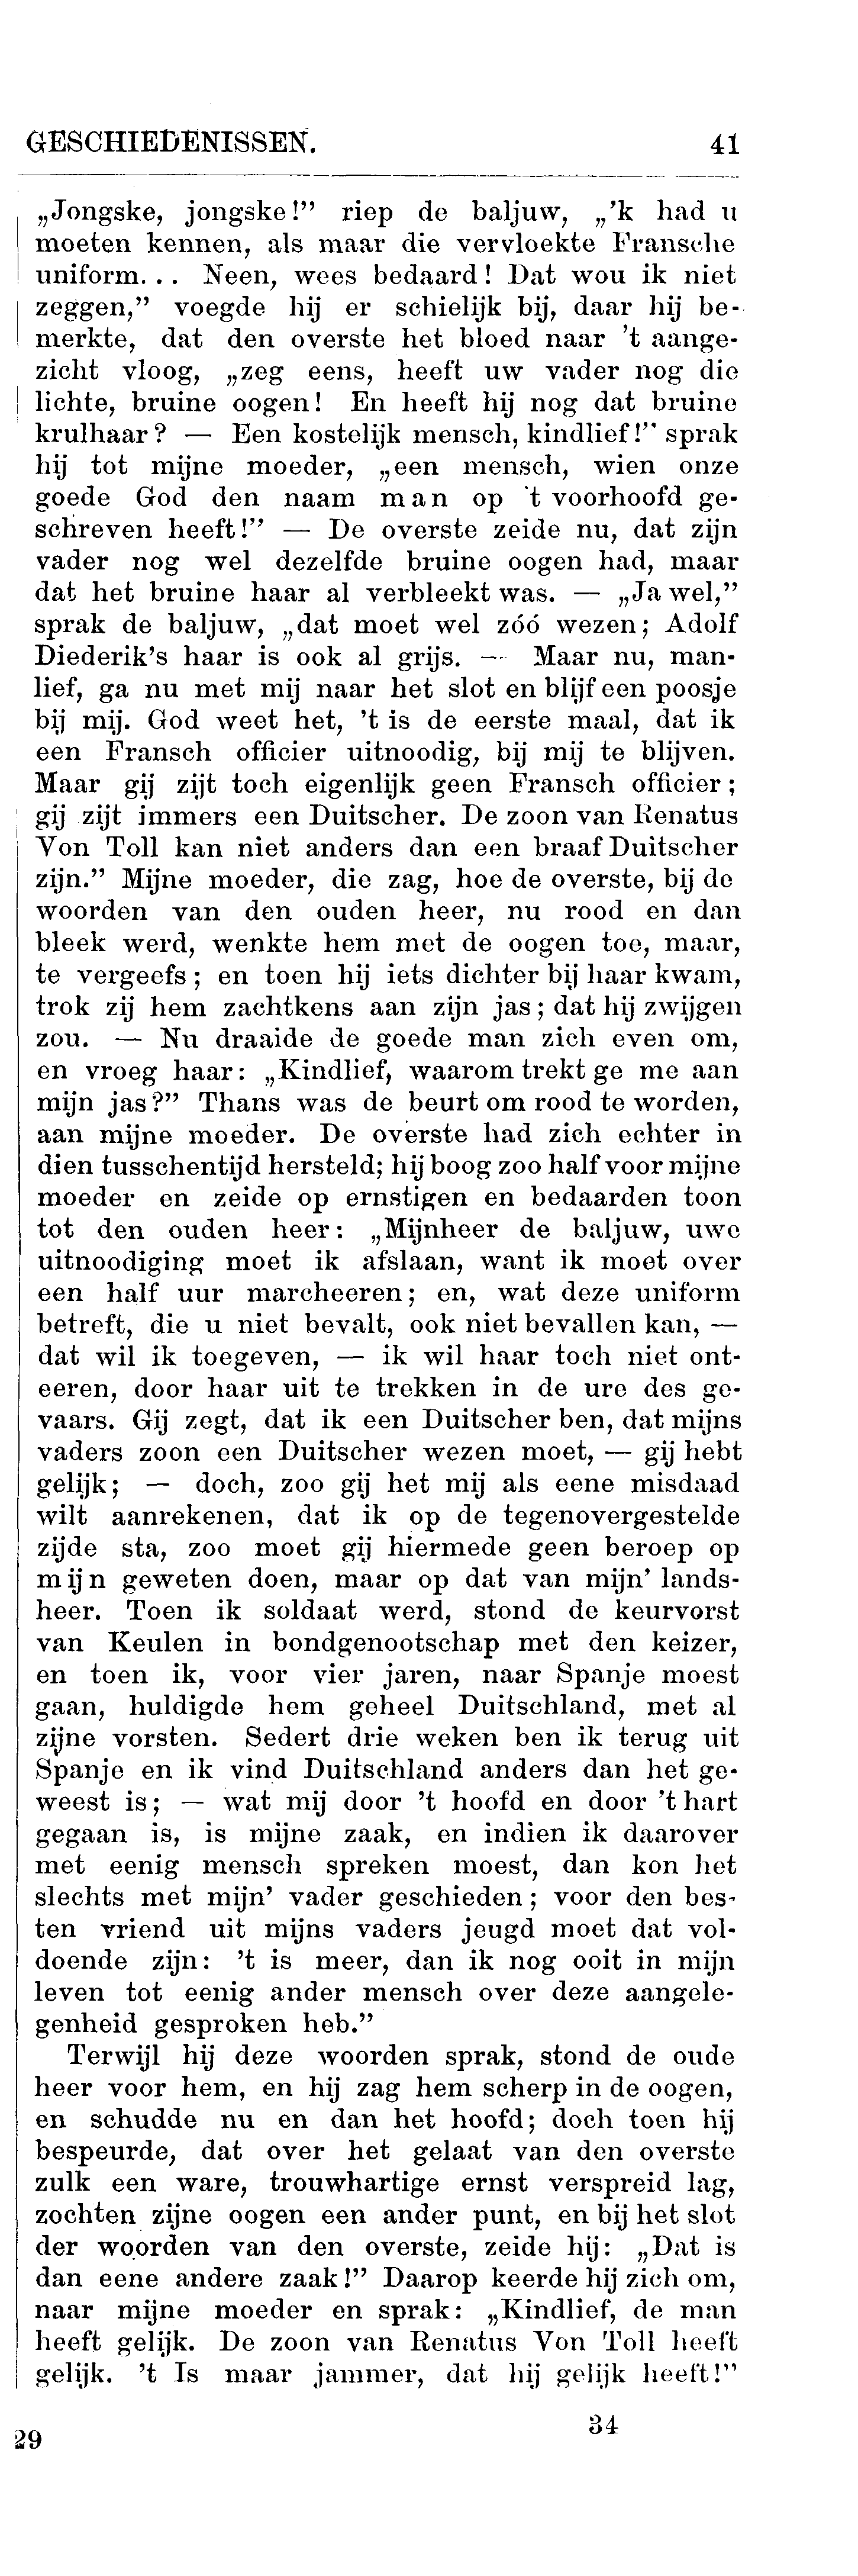 GESCHIEDENISSEN. 41
„Jongske, jongske!” riep de baljuw, „’k had u
moeten kennen, als maar die vervloekte Fransche
uniform... Neen, wees bedaard! Dat wou ik niet
zeggen,” voegde hij er schielijk bij, daar hij be-
merkte, dat den overste het bloed naar ’t aange-
zicht vloog, „zeg eens, heeft uw vader nog die
lichte, bruine oogen! En heeft hij nog dat bruine
krulhaar? — Een kostelijk mensch, kindlief!” sprak
hij tot mijne moeder, „een mensch, wien onze
goede God den naam man op ’t voorhoofd ge-
schreven heeft!” — De overste zeide nu, dat zijn
vader nog wel dezelfde bruine oogen had, maar
dat het bruine haar al verbleekt was. — „Ja wel,”
sprak de baljuw, „dat moet wel zóó wezen; Adolf
Diederik’s haar is ook al grijs. — Maar nu, man-
lief, ga nu met mij naar het slot en blijf een poosje
bij mij. God weet het, ’t is de eerste maal, dat ik
een Fransch officier uitnoodig, bij mij te blijven.
Maar gij zijt toch eigenlijk geen Fransch officier;
gij zijt immers een Duitscher. De zoon van Renatus
Von Toll kan niet anders dan een braaf Duitscher
zijn.” Mijne moeder, die zag, hoe de overste, bij de
woorden van den ouden heer, nu rood en dan
bleek werd, wenkte hem met de oogen toe, maar,
te vergeefs; en toen hij iets dichter bij haar kwam,
trok zij hem zachtkens aan zijn jas; dat hij zwijgen
zou. — Nu draaide de goede man zich even om,
en vroeg haar: „Kindlief, waarom trekt ge me aan
mijn jas?” Thans was de beurt om rood te worden,
aan mijne moeder. De overste had zich echter in
dien tusschentijd hersteld; hij boog zoo half voor mijne
moeder en zeide op ernstigen en bedaarden toon
tot den ouden heer: „Mijnheer de baljuw, uwe
uitnoodiging moet ik afslaan, want ik moet over
een half uur marcheeren; en, wat deze uniform
betreft, die u niet bevalt, ook niet bevallen kan, —
dat wil ik toegeven, — ik wil haar toch niet ont-
eeren, door haar uit te trekken in de ure des ge-
vaars. Gij zegt, dat ik een Duitscher ben, dat mijns
vaders zoon een Duitscher wezen moet, — gij hebt
gelijk; — doch, zoo gij het mij als eene misdaad
wilt aanrekenen, dat ik op de tegenovergestelde
zijde sta, zoo moet gij hiermede geen beroep op
mijn geweten doen, maar op dat van mijn’ lands-
heer. Toen ik soldaat werd, stond de keurvorst
van Keulen in bondgenootschap met den keizer,
en toen ik, voor vier jaren, naar Spanje moest
gaan, huldigde hem geheel Duitschland, met al
zijne vorsten. Sedert drie weken ben ik terug uit
Spanje en ik vind Duitschland anders dan het ge-
weest is; — wat mij door ’t hoofd en door ’t hart
gegaan is, is mijne zaak, en indien ik daarover
met eenig mensch spreken moest, dan kon het
slechts met mijn’ vader geschieden; voor den bes-
ten vriend uit mijns vaders jeugd moet dat vol-
doende zijn: ’t is meer, dan ik nog ooit in mijn
leven tot eenig ander mensch over deze aangele-
genheid gesproken heb.”
Terwijl hij deze woorden sprak, stond de oude
heer voor hem, en hij zag hem scherp in de oogen,
en schudde nu en dan het hoofd; doch toen hij
bespeurde, dat over het gelaat van den overste
zulk een ware, trouwhartige ernst verspreid lag,
zochten zijne oogen een ander punt, en bij het slot
der woorden van den overste, zeide hij: „Dat is
dan eene andere zaak!” Daarop keerde hij zich om,
naar mijne moeder en sprak: „Kindlief, de man
heeft gelijk. De zoon van Renatus Von Toll heeft
gelijk. ’t Is maar jammer, dat hij gelijk heeft!”
34
29